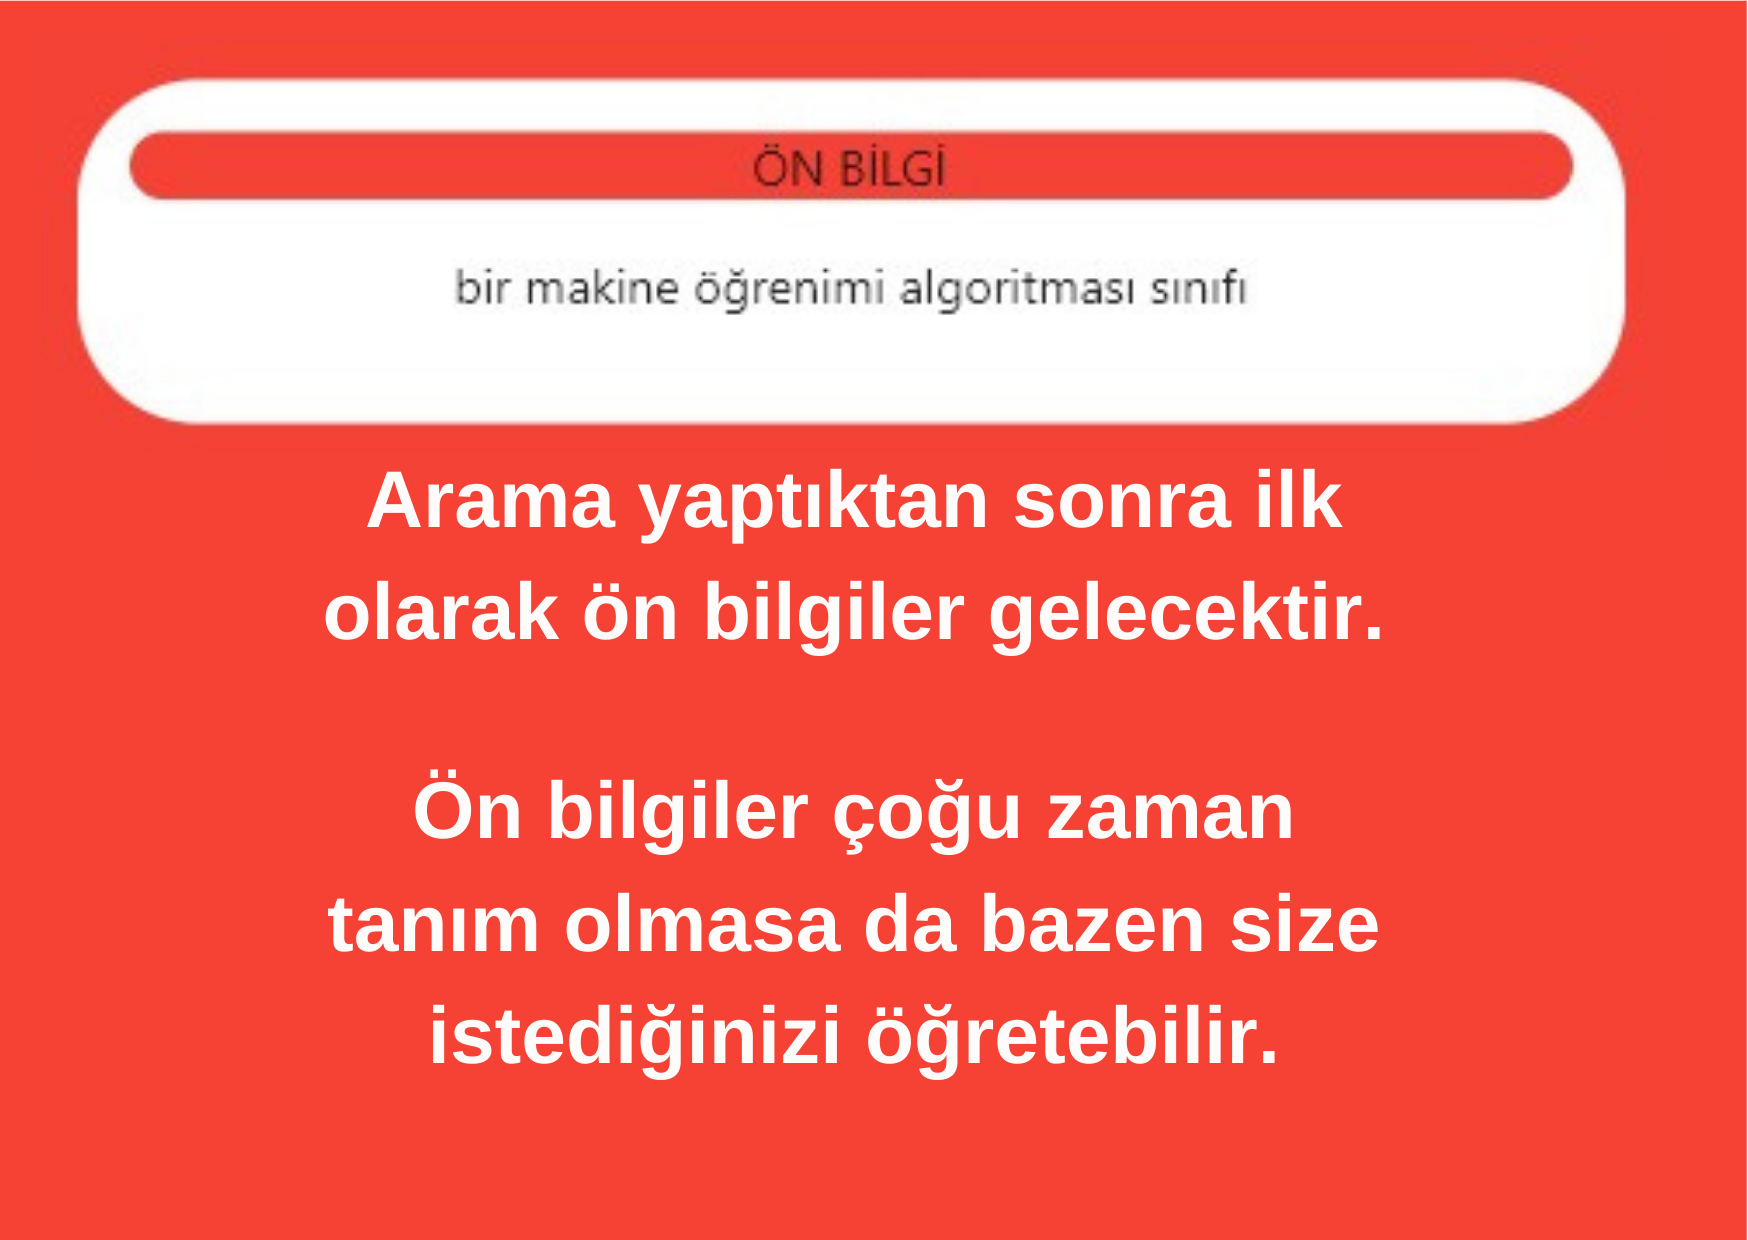 ÖN BİLGİ
bir makine öğrenimi algoritması sınıfı
Arama yaptıktan sonra ilk
olarak ön bilgiler gelecektir.
Ön bilgiler çoğu zaman
tanım olmasa da bazen size
istediğinizi öğretebilir.